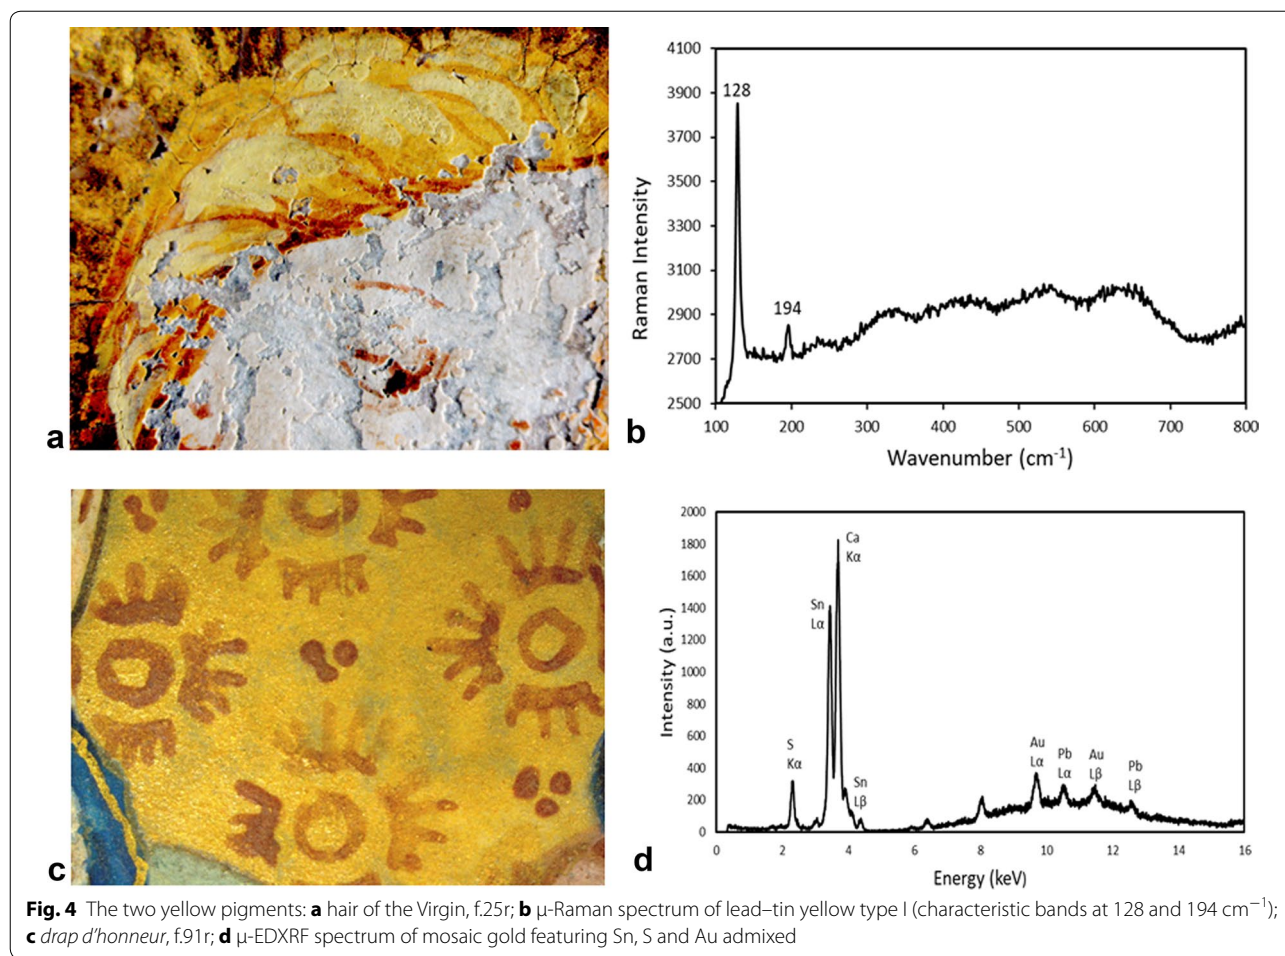 a
4100
3900
3700
3500
3300
3100
2900
2700
2500
128
194
100 200 300 400 500 600 700 800
Raman Intensity
Wavenumber (cm-1)
b
c
2000
1800
1600
1400
1200
1000
800
600
400
200
0
S
Kα
Sn
Lα
Ca
Kα
Sn
Lβ
Au
Lα
Pb
Lα
Au
Lβ
Pb
Lβ
0 2 4 6 8 10 12 14 16
Intensity (a.u.)
Energy (keV)
d
Fig. 4 The two yellow pigments: a hair of the Virgin, f.25r; b μ-Raman spectrum of lead–tin yellow type I (characteristic bands at 128 and 194 cm−1);
c drap d'honneur, f.91r; d μ-EDXRF spectrum of mosaic gold featuring Sn, S and Au admixed